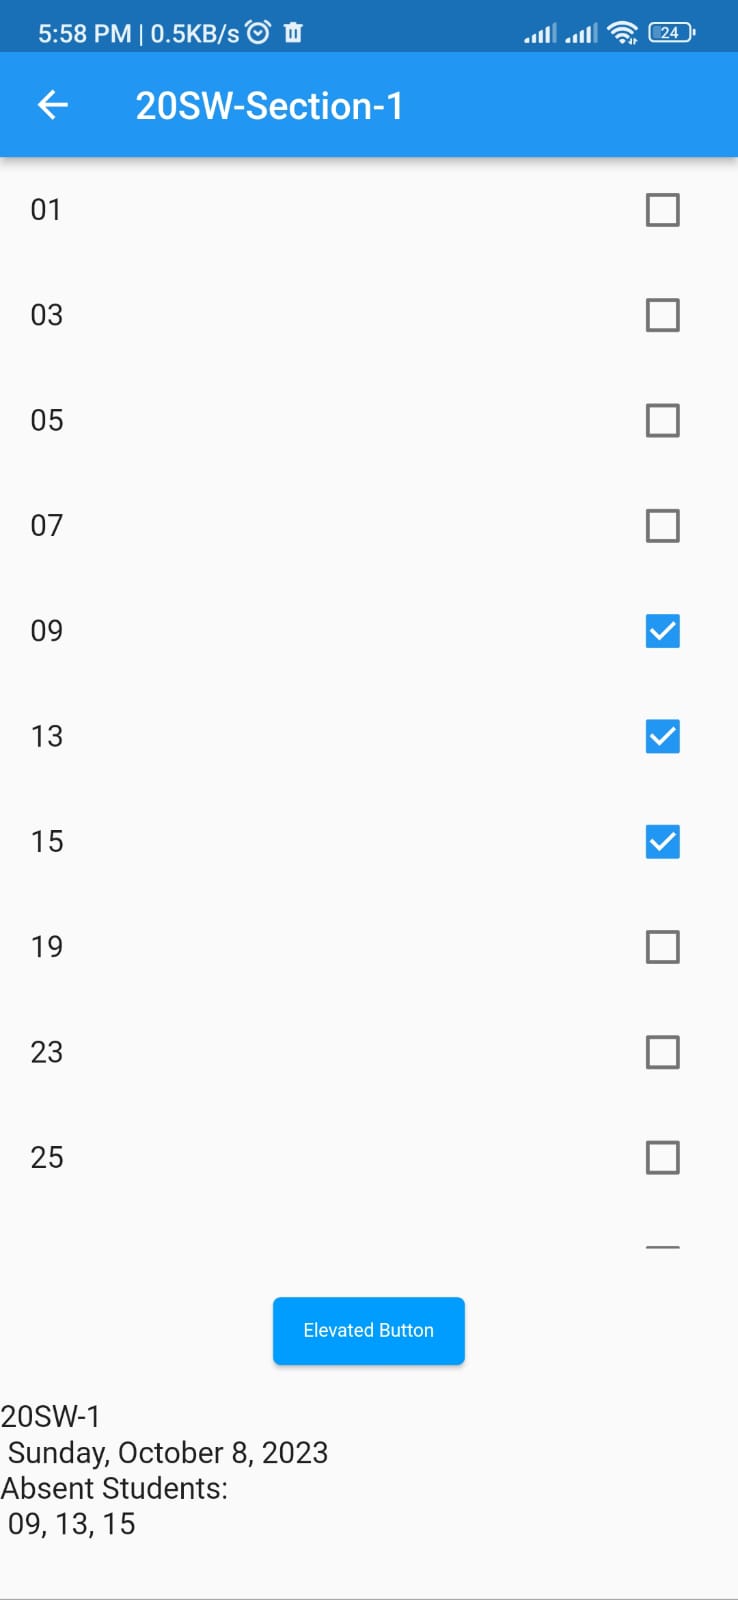 5:58 PM | 0.5KB/s 24
20SW-Section-1
01
03
05
07
09
13
15
19
23
25
Elevated Button
20SW-1
Sunday, October 8, 2023
Absent Students:
09, 13, 15